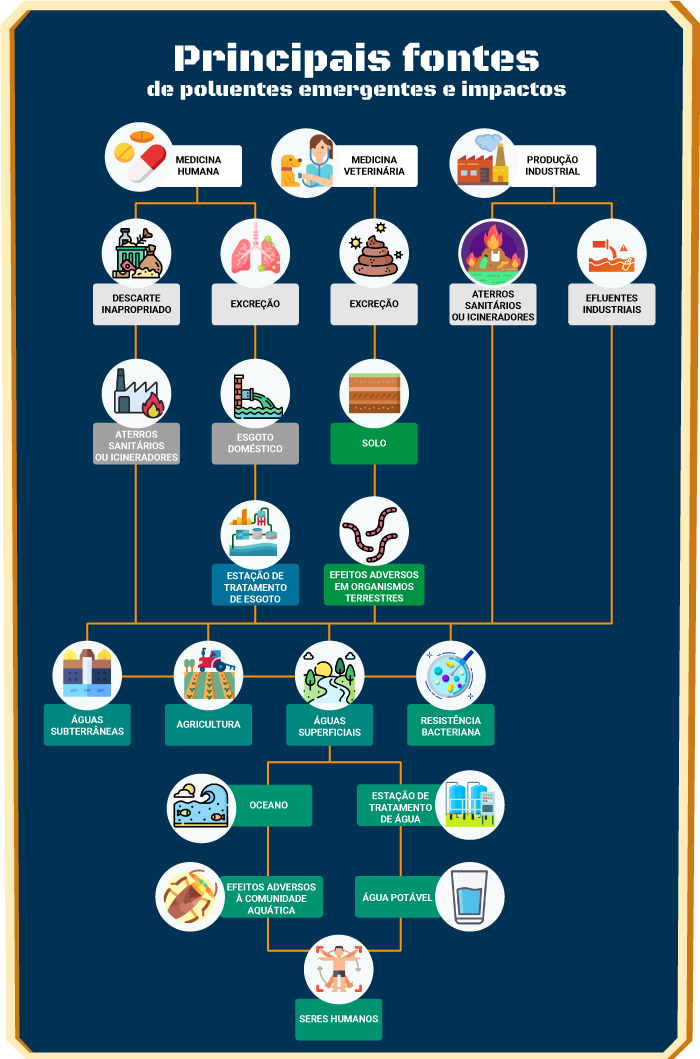 Principais fontes
de poluentes emergentes e impactos
MEDICINA
HUMANA
MEDICINA
VETERINÁRIA
PRODUÇÃO
INDUSTRIAL
DESCARTE
INAPROPRIADO
EXCREÇÃO
EXCREÇÃO
ATERROS
SANITÁRIOS
OU ICINERADORES
EFLUENTES
INDUSTRIAIS
ATERROS
SANITÁRIOS
OU ICINERADORES
ESGOTO
DOMÉSTICO
SOLO
ESTAÇÃO DE
TRATAMENTO
DE ESGOTO
EFEITOS ADVERSOS
EM ORGANISMOS
TERRESTRES
ÁGUAS
SUBTERRÂNEAS
AGRICULTURA
ÁGUAS
SUPERFICIAIS
RESISTÊNCIA
BACTERIANA
OCEANO
ESTAÇÃO DE
TRATAMENTO
DE ÁGUA
EFEITOS ADVERSOS
À COMUNIDADE
AQUÁTICA
ÁGUA POTÁVEL
SERES HUMANOS